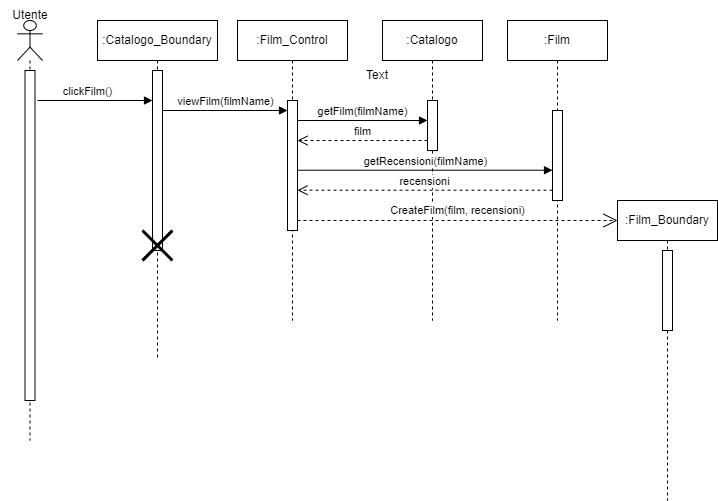 Utente
:Catalogo_Boundary
:Film_Control
:Catalogo
:Film
Text
clickFilm()
viewFilm(filmName)
getFilm(filmName)
film
getRecensioni(filmName)
recensioni
CreateFilm(film, recensioni)
:Film_Boundary